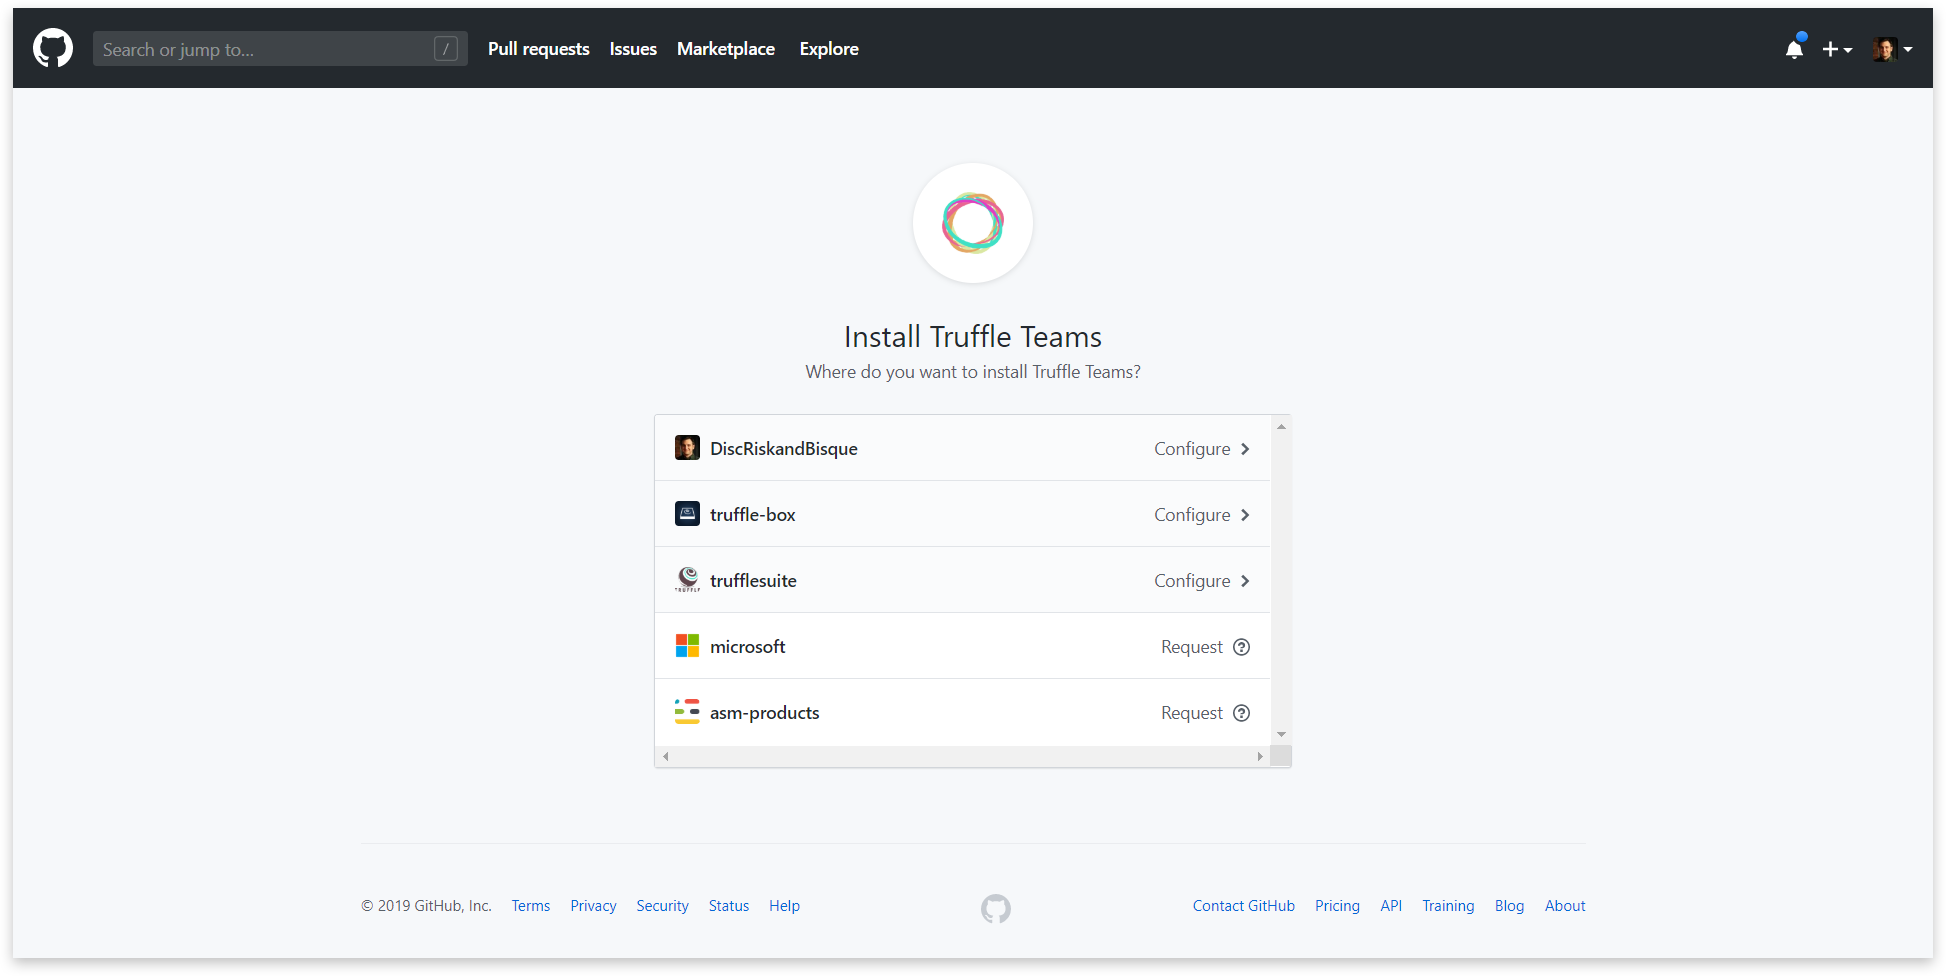 Search or jump to... / Pull requests Issues Marketplace Explore
Install Truffle Teams
Where do you want to install Truffle Teams?
DiscRiskandBisque Configure
truffle-box Configure
TRUFFLE trufflesuite Configure
microsoft Request ?
asm-products Request ?
© 2019 GitHub, Inc. Terms Privacy Security Status Help Contact GitHub Pricing API Training Blog About